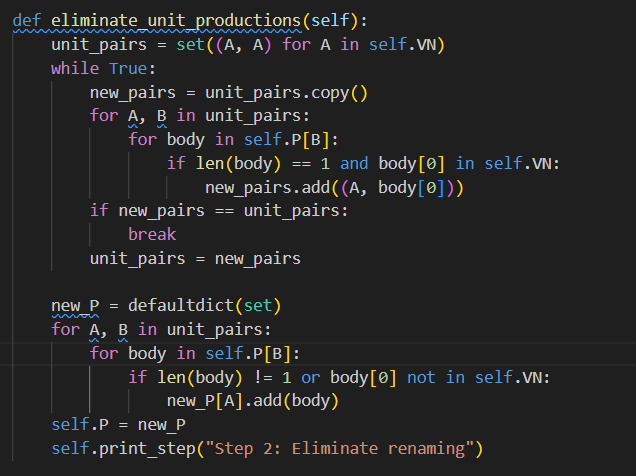 def eliminate_unit_productions(self):
    unit_pairs = set((A, A) for A in self.VN)
    while True:
        new_pairs = unit_pairs.copy()
        for A, B in unit_pairs:
            for body in self.P[B]:
                if len(body) == 1 and body[0] in self.VN:
                    new_pairs.add((A, body[0]))
        if new_pairs == unit_pairs:
            break
        unit_pairs = new_pairs

    new_P = defaultdict(set)
    for A, B in unit_pairs:
        for body in self.P[B]:
            if len(body) != 1 or body[0] not in self.VN:
                new_P[A].add(body)
    self.P = new_P
    self.print_step("Step 2: Eliminate renaming")